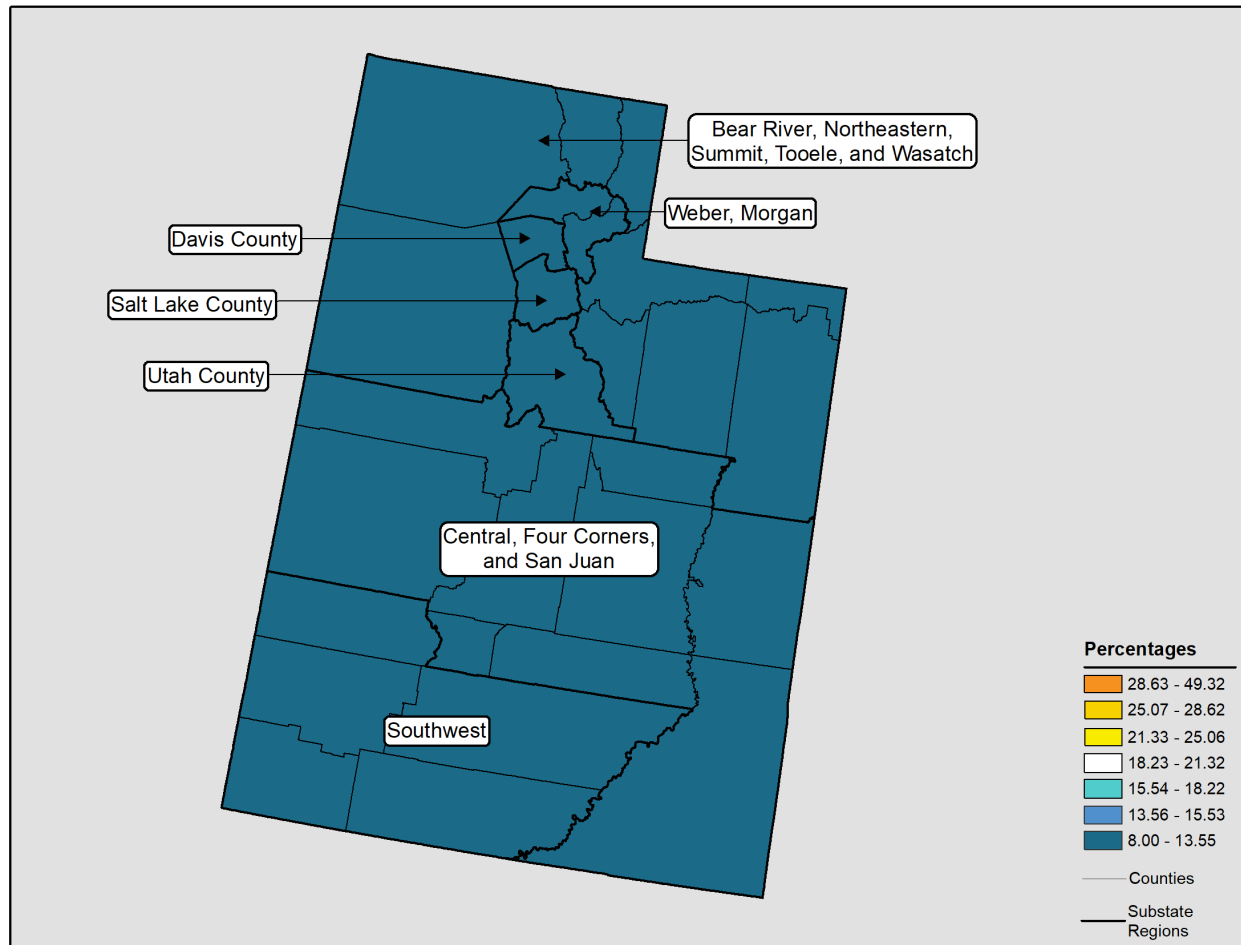 Bear River, Northeastern,
Summit, Tooele, and Wasatch
Weber, Morgan
Davis County
Salt Lake County
Utah County
Central, Four Corners,
and San Juan
Southwest
Percentages
28.63 - 49.32
25.07 - 28.62
21.33 - 25.06
18.23 - 21.32
15.54 - 18.22
13.56 - 15.53
8.00 - 13.55
Counties
Substate
Regions